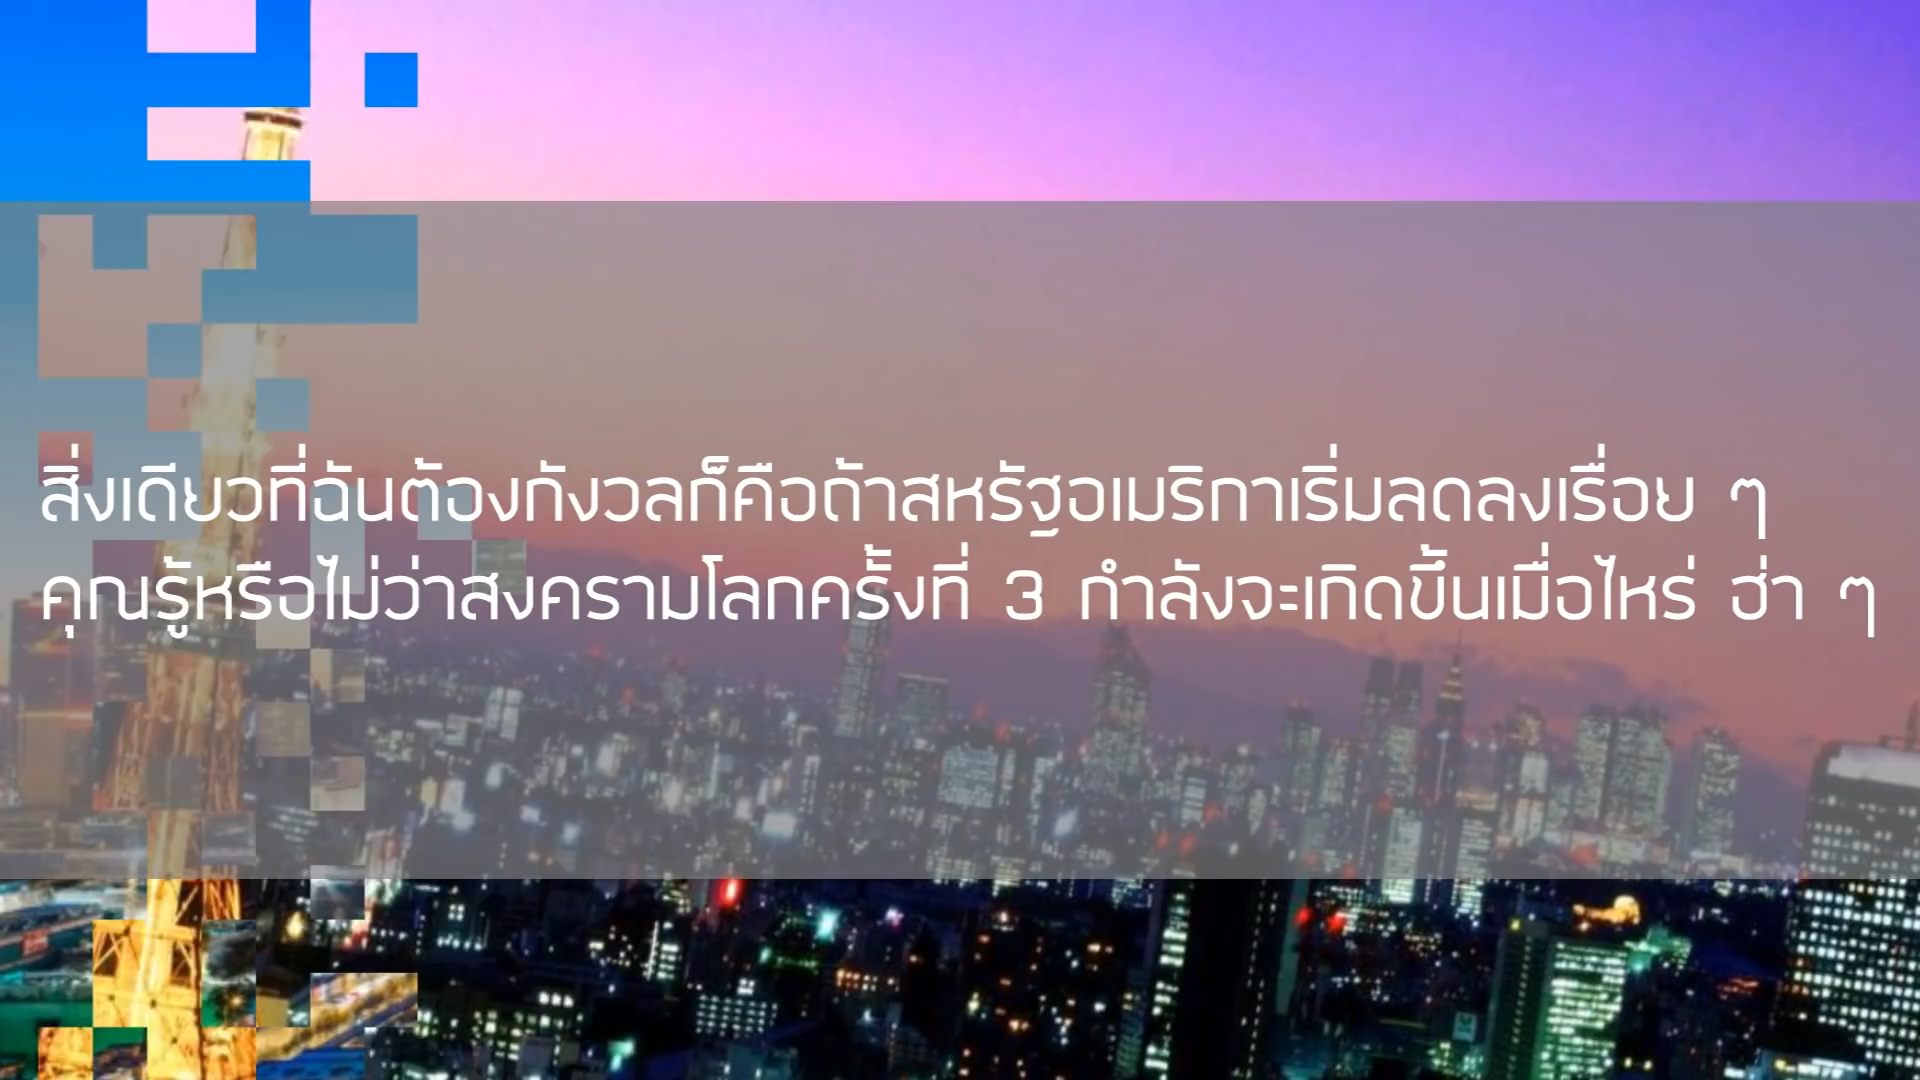 สิ่งเดียวที่ฉันต้องกังวลก็คือถ้าสหรัฐอเมริกาเริ่มลดลงเรื่อย ๆ
คุณรู้หรือไม่ว่าสงครามโลกครั้งที่ 3 กำลังจะเกิดขึ้นเมื่อไหร่ ฮ่า ๆ